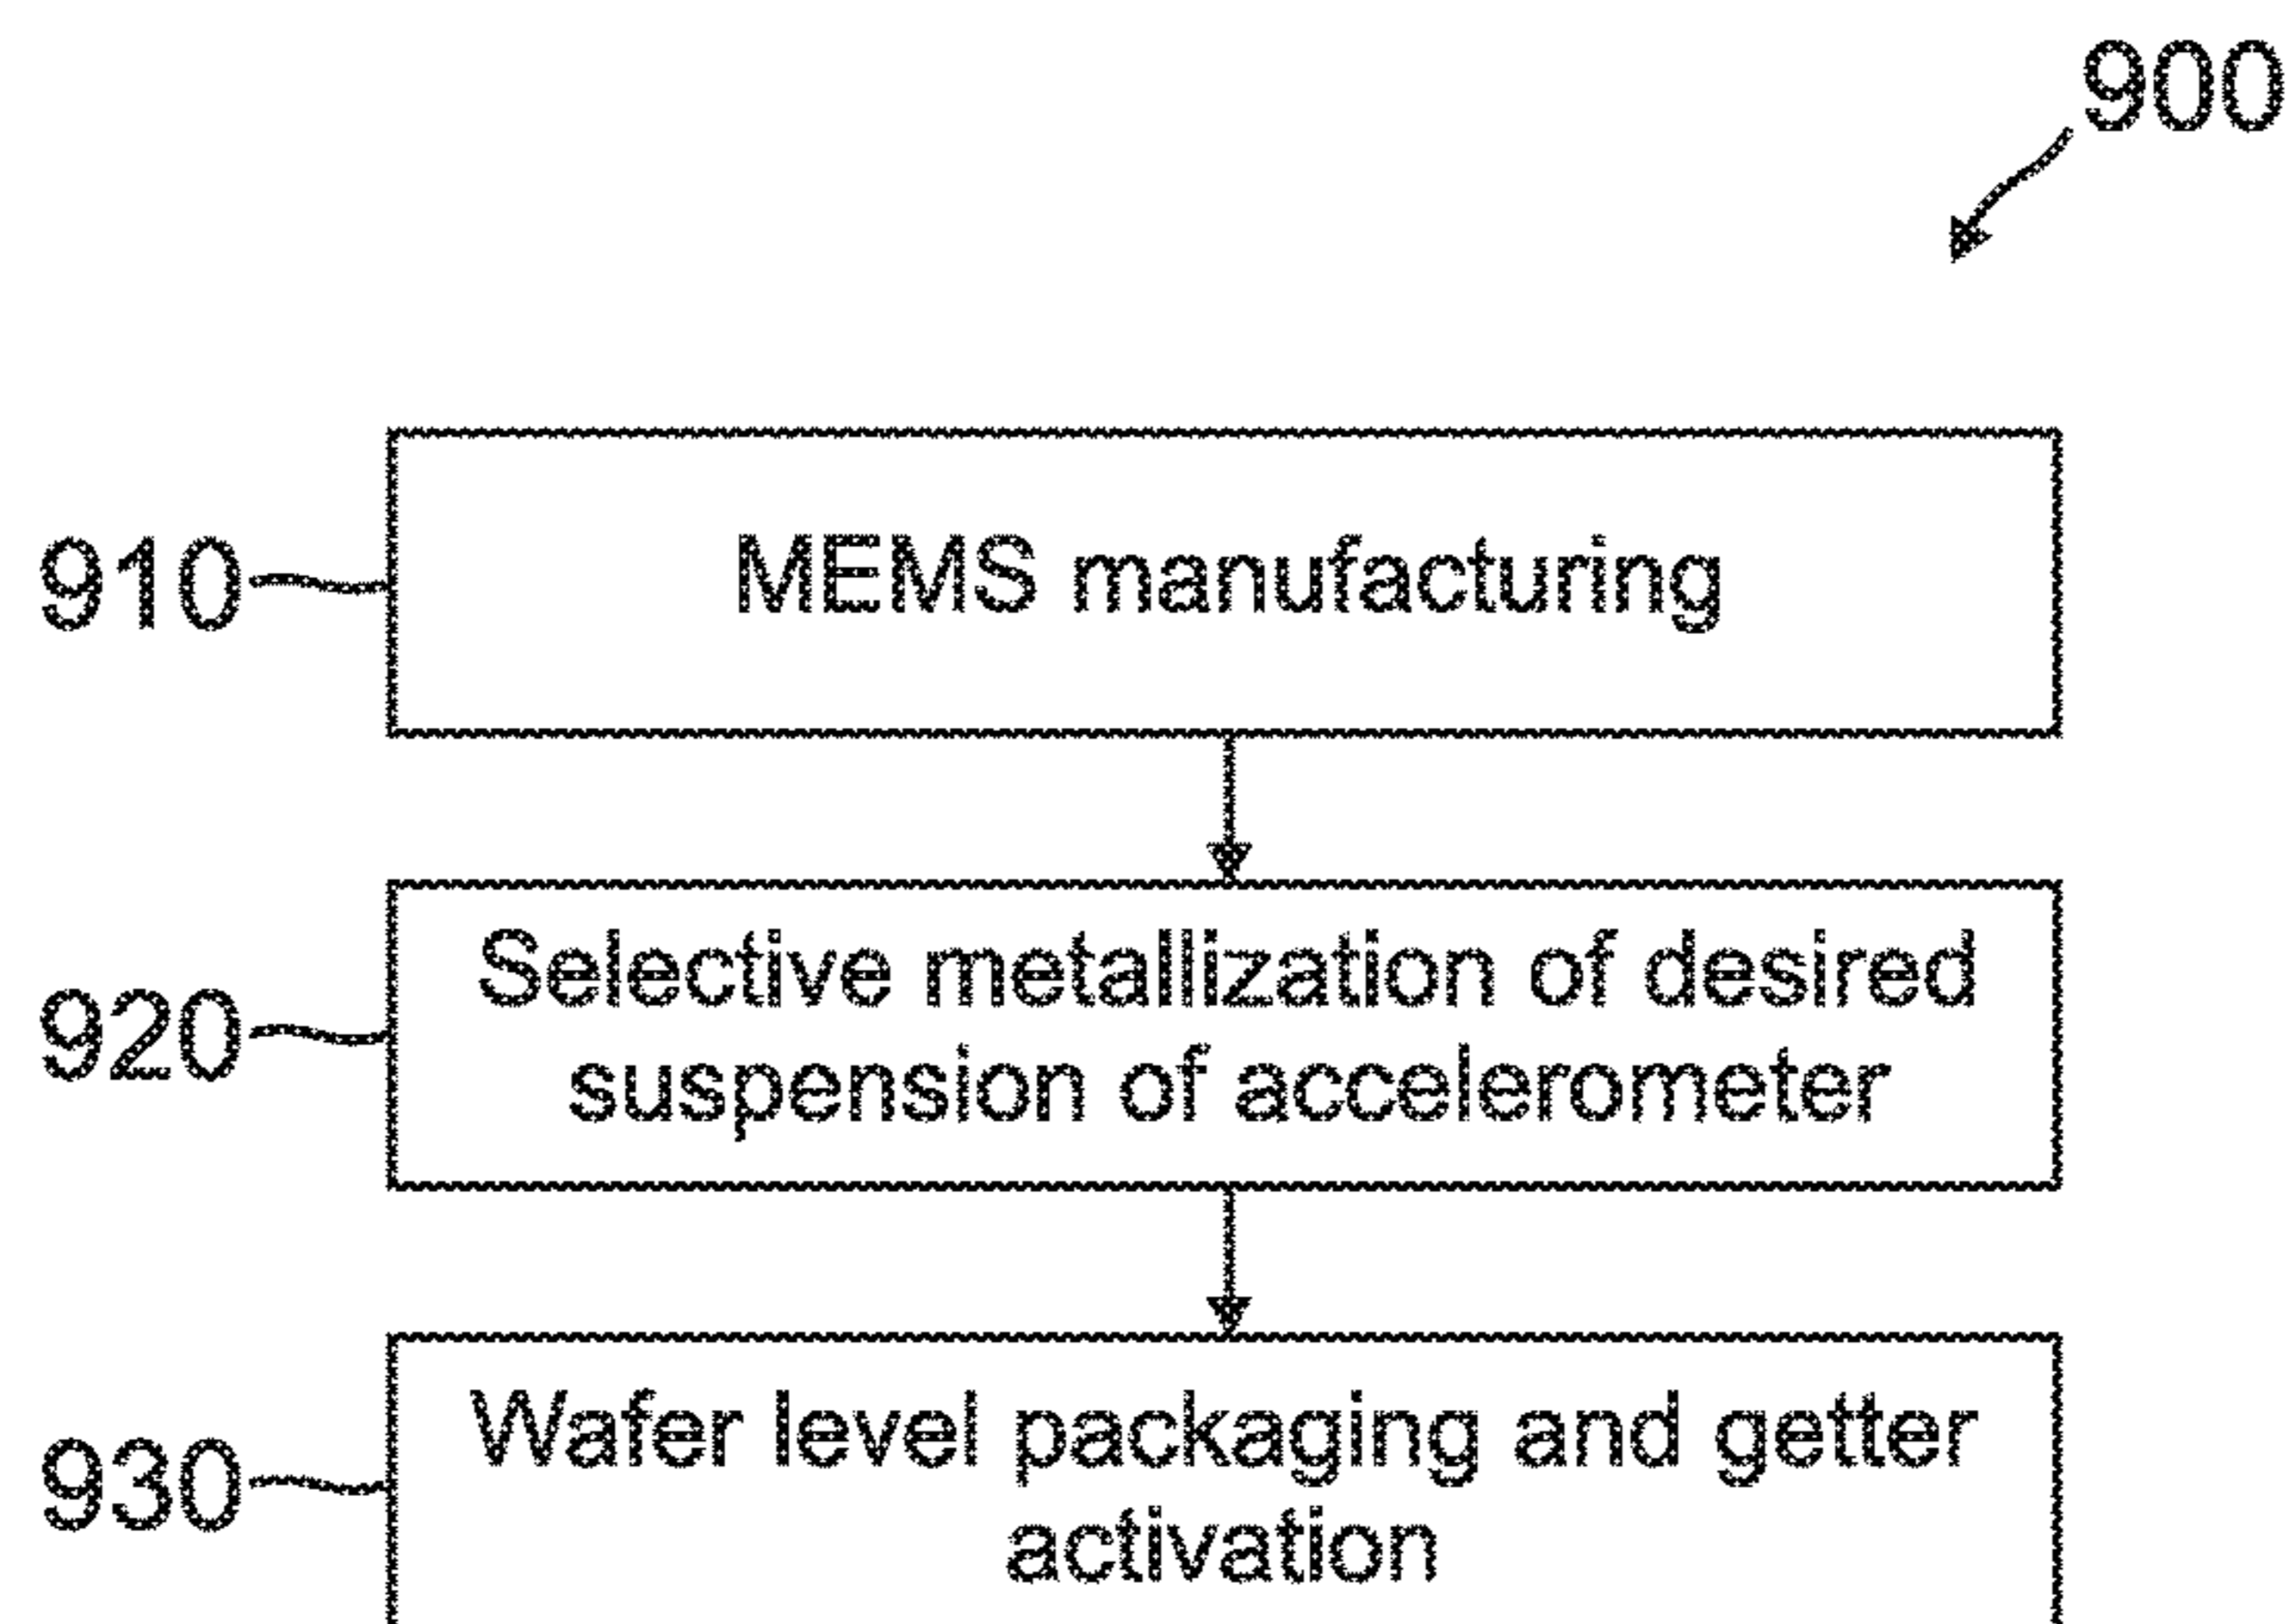 900
910
MEMS manufacturing
920
Selective metallization of desired
suspension of accelerometer
930
Wafer level packaging and getter
activation